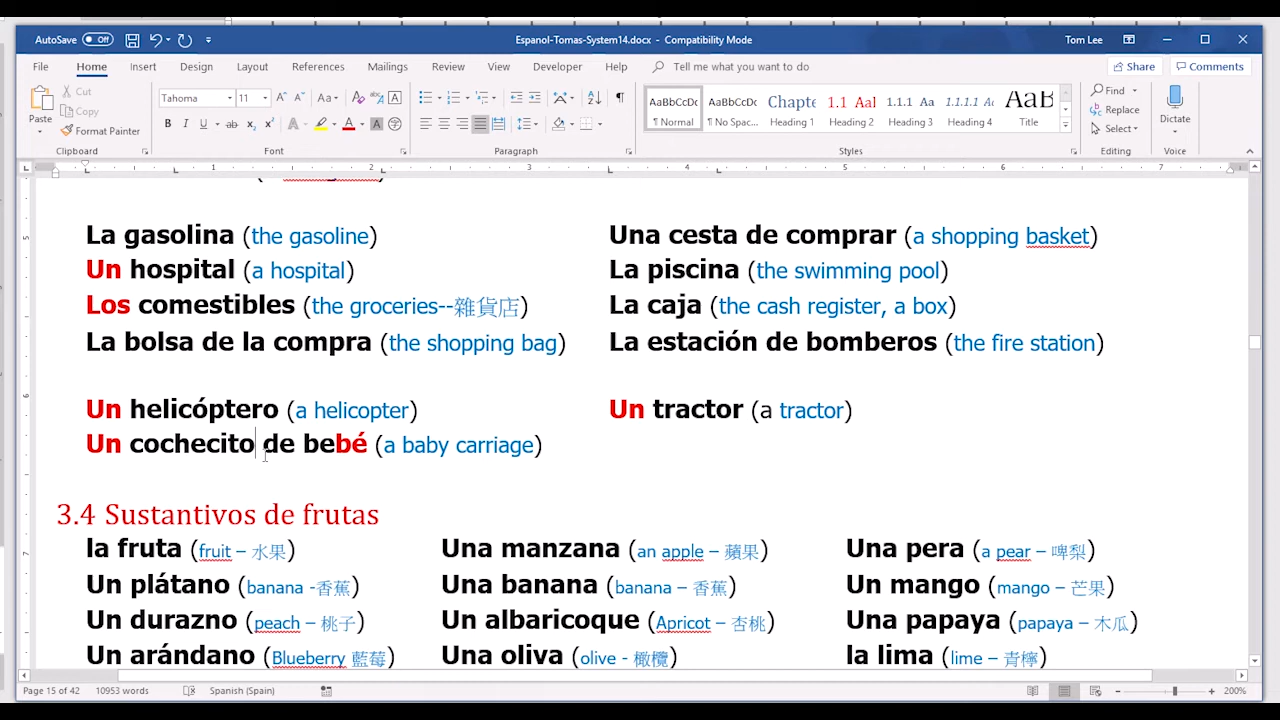 AutoSave Off Espanol-Tomas-System14.docx - Compatibility Mode Tom Lee
File Home Insert Design Layout References Mailings Review View Developer Help Tell me what you want to do Share Comments
Paste Cut Copy Format Painter
Clipboard
Tahoma 11
Font
Paragraph
AaBbCcDc AaBbCcDc Chapte 1.1 Aal 1.1.1 Aa 1.1.1.1 Ac AaB
¶ Normal ¶ No Spac... Heading 1 Heading 2 Heading 3 Heading 4 Title
Styles
Find Replace Select
Editing
Dictate
Voice
La gasolina (the gasoline) Una cesta de comprar (a shopping basket)
Un hospital (a hospital) La piscina (the swimming pool)
Los comestibles (the groceries--雜貨店) La caja (the cash register, a box)
La bolsa de la compra (the shopping bag) La estación de bomberos (the fire station)
Un helicóptero (a helicopter) Un tractor (a tractor)
Un cochecito de bebé (a baby carriage)
3.4 Sustantivos de frutas
la fruta (fruit – 水果) Una manzana (an apple – 蘋果) Una pera (a pear – 啤梨)
Un plátano (banana -香蕉) Una banana (banana – 香蕉) Un mango (mango – 芒果)
Un durazno (peach – 桃子) Un albaricoque (Apricot – 杏桃) Una papaya (papaya – 木瓜)
Un arándano (Blueberry 藍莓) Una oliva (olive - 橄欖) la lima (lime – 青檸)
Page 15 of 42 10953 words Spanish (Spain) 200%